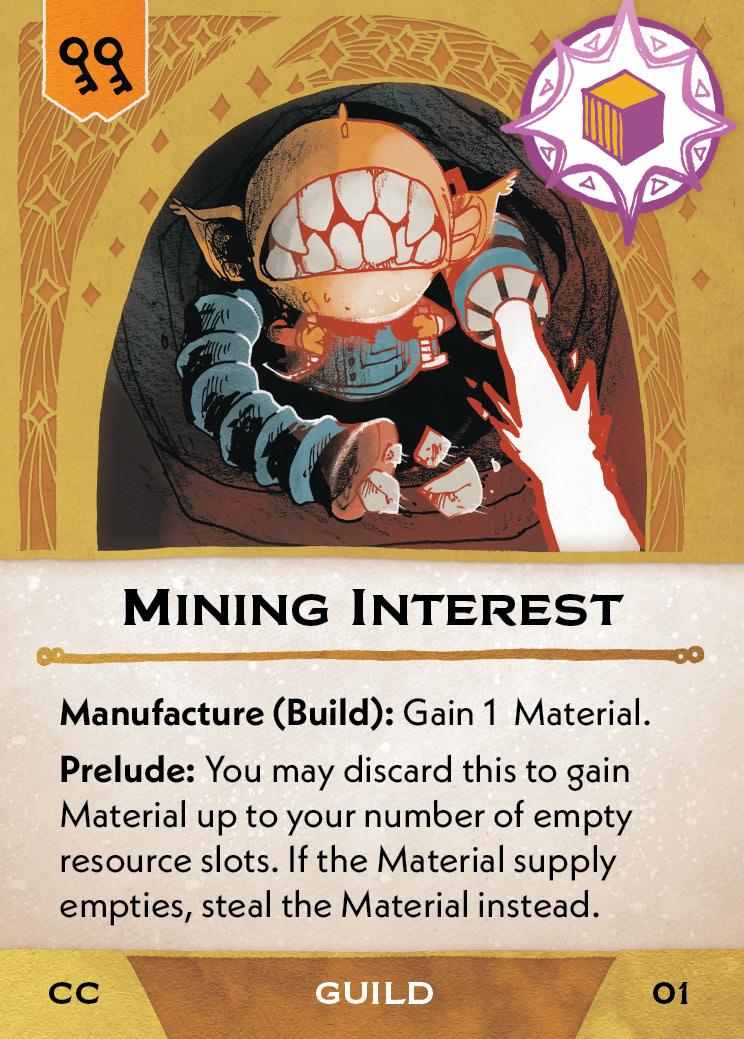 Mining Interest
Manufacture (Build): Gain 1 Material.
Prelude: You may discard this to gain
Material up to your number of empty
resource slots. If the Material supply
empties, steal the Material instead.
CC GUILD 01